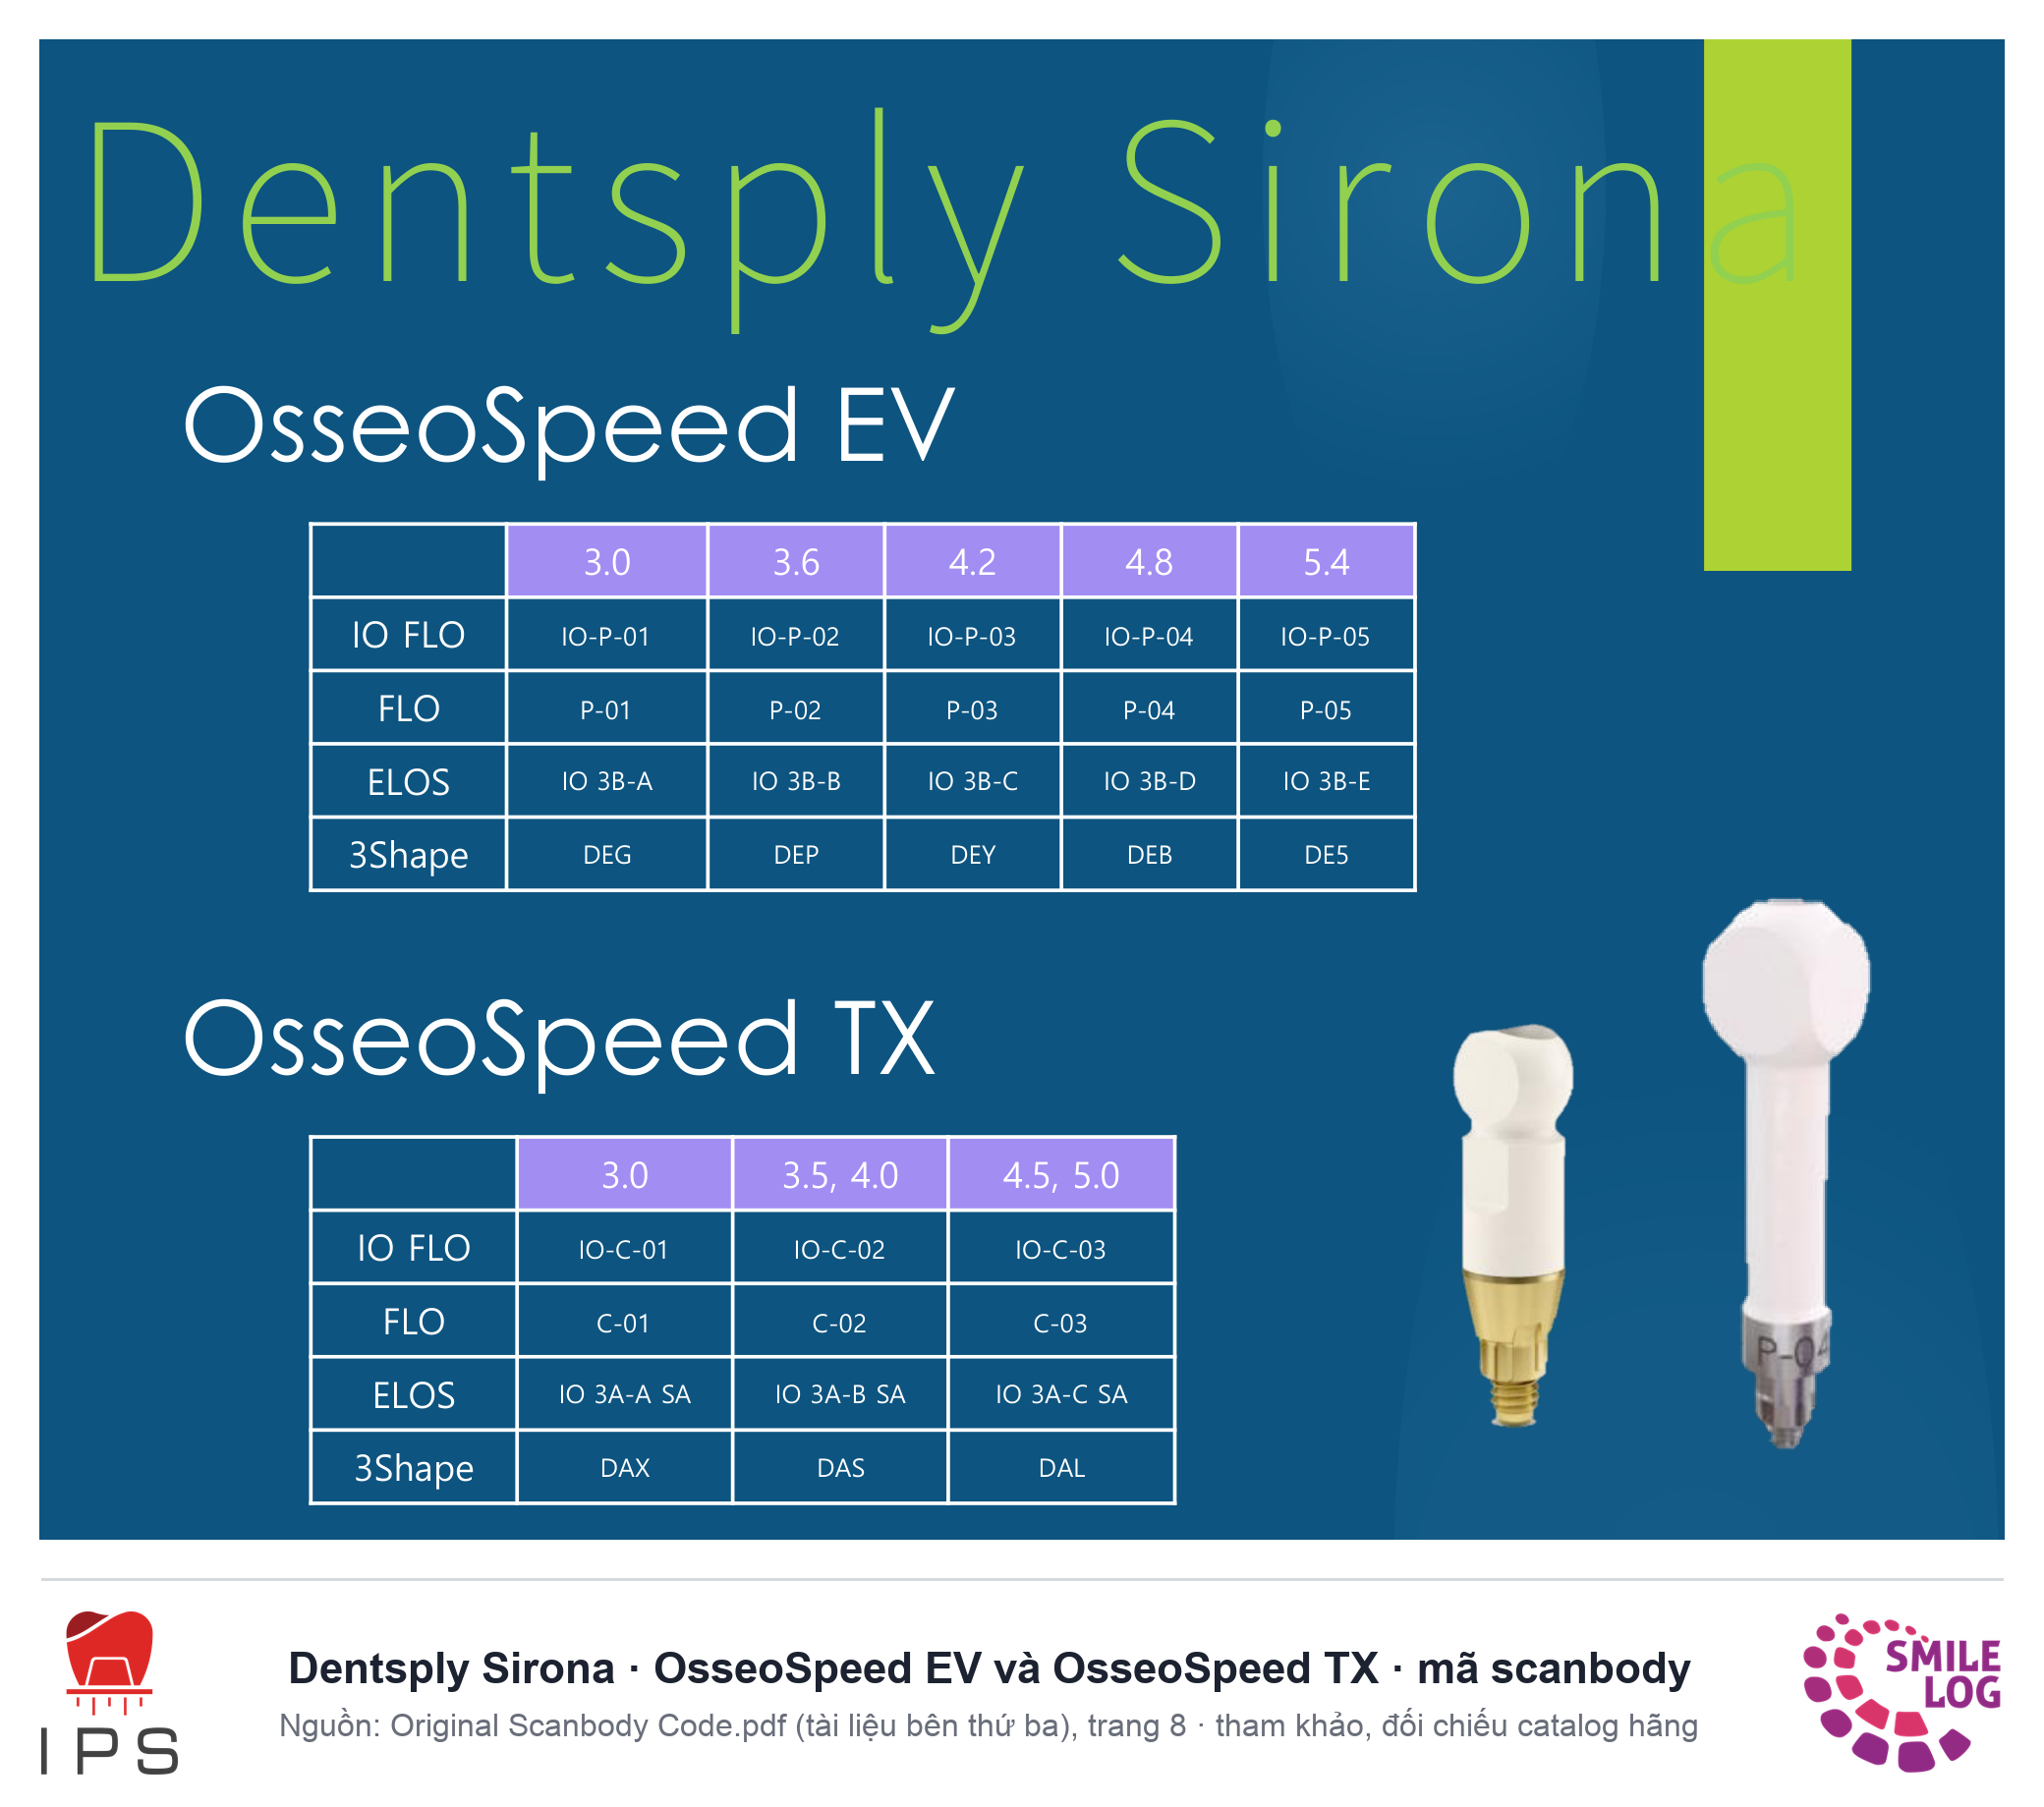 Dentsply Sirona
OsseoSpeed EV
3.0 3.6 4.2 4.8 5.4
IO FLO IO-P-01 IO-P-02 IO-P-03 IO-P-04 IO-P-05
FLO P-01 P-02 P-03 P-04 P-05
ELOS IO 3B-A IO 3B-B IO 3B-C IO 3B-D IO 3B-E
3Shape DEG DEP DEY DEB DE5
OsseoSpeed TX
3.0 3.5, 4.0 4.5, 5.0
IO FLO IO-C-01 IO-C-02 IO-C-03
FLO C-01 C-02 C-03
ELOS IO 3A-A SA IO 3A-B SA IO 3A-C SA
3Shape DAX DAS DAL
P-04
IPS
Dentsply Sirona · OsseoSpeed EV và OsseoSpeed TX · mã scanbody
Nguồn: Original Scanbody Code.pdf (tài liệu bên thứ ba), trang 8 · tham khảo, đối chiếu catalog hãng
SMILE
LOG